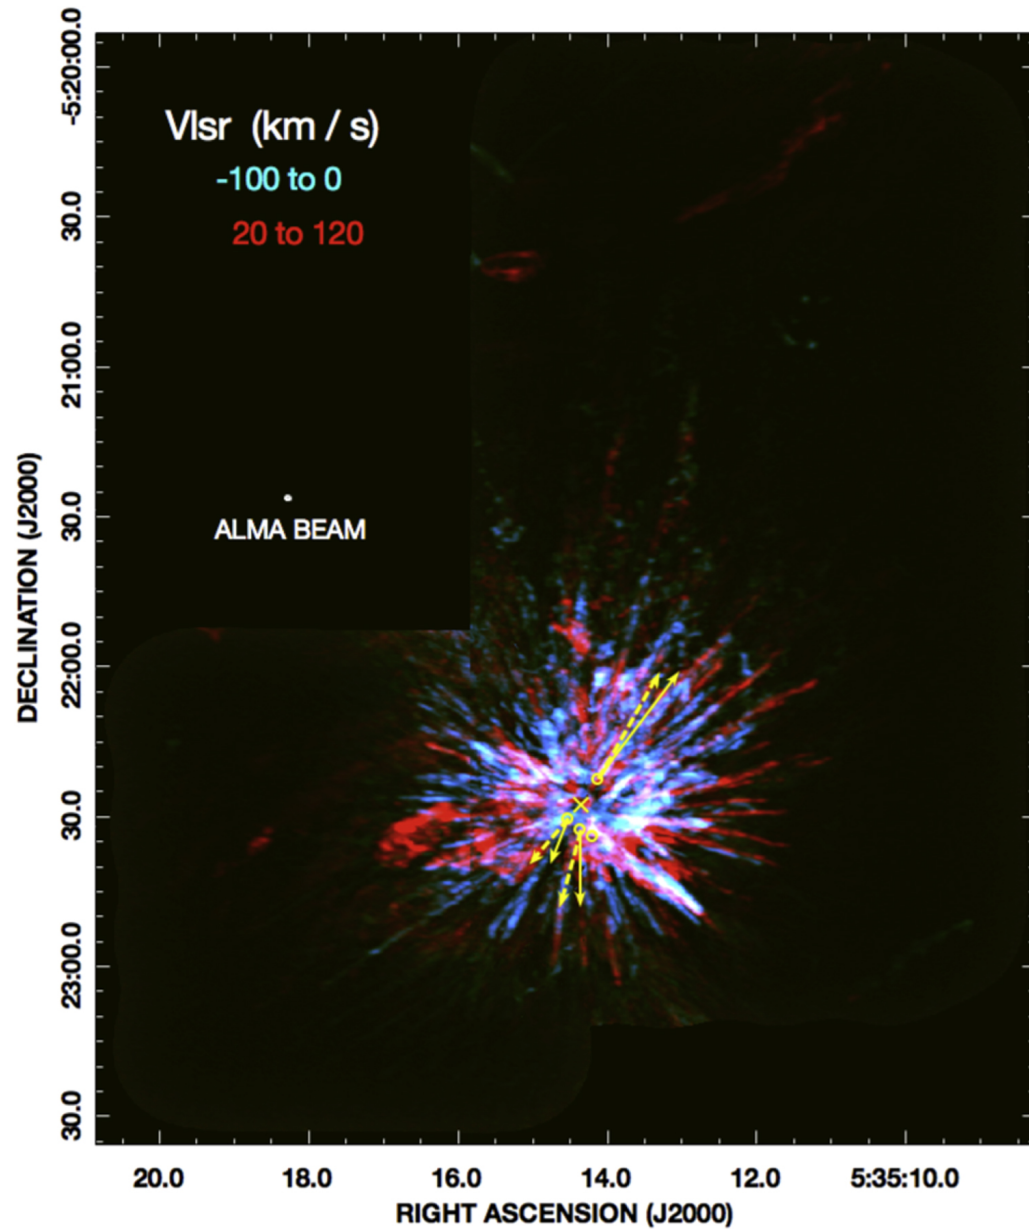 Vlsr (km / s)
-100 to 0
20 to 120
ALMA BEAM
DECLINATION (J2000)
-5:20:00.0
30.0
21:00.0
30.0
22:00.0
30.0
23:00.0
30.0
20.0 18.0 16.0 14.0 12.0 5:35:10.0
RIGHT ASCENSION (J2000)